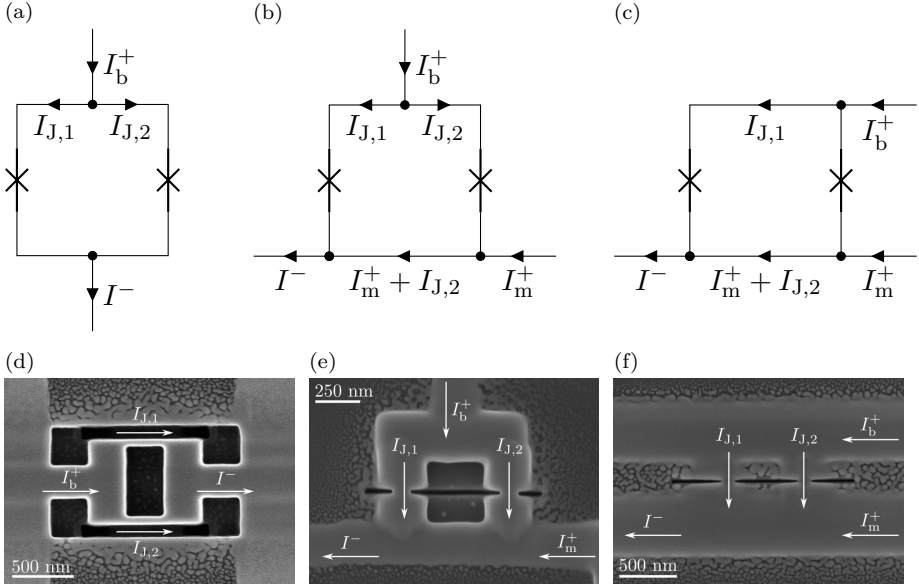 (a)
(b)
(c)
I_b^+
I_b^+
I_{J,1}
I_{J,2}
I_{J,1}
I_{J,2}
I_{J,1}
I_b^+
I^-
I^-
I_m^+ + I_{J,2}
I_m^+
I^-
I_m^+ + I_{J,2}
I_m^+
(d)
(e)
(f)
I_{J,1}
I_b^+
I^-
I_{J,2}
500 nm
250 nm
I_b^+
I_{J,1}
I_{J,2}
I^-
I_m^+
I_b^+
I_{J,1}
I_{J,2}
I^-
I_m^+
500 nm